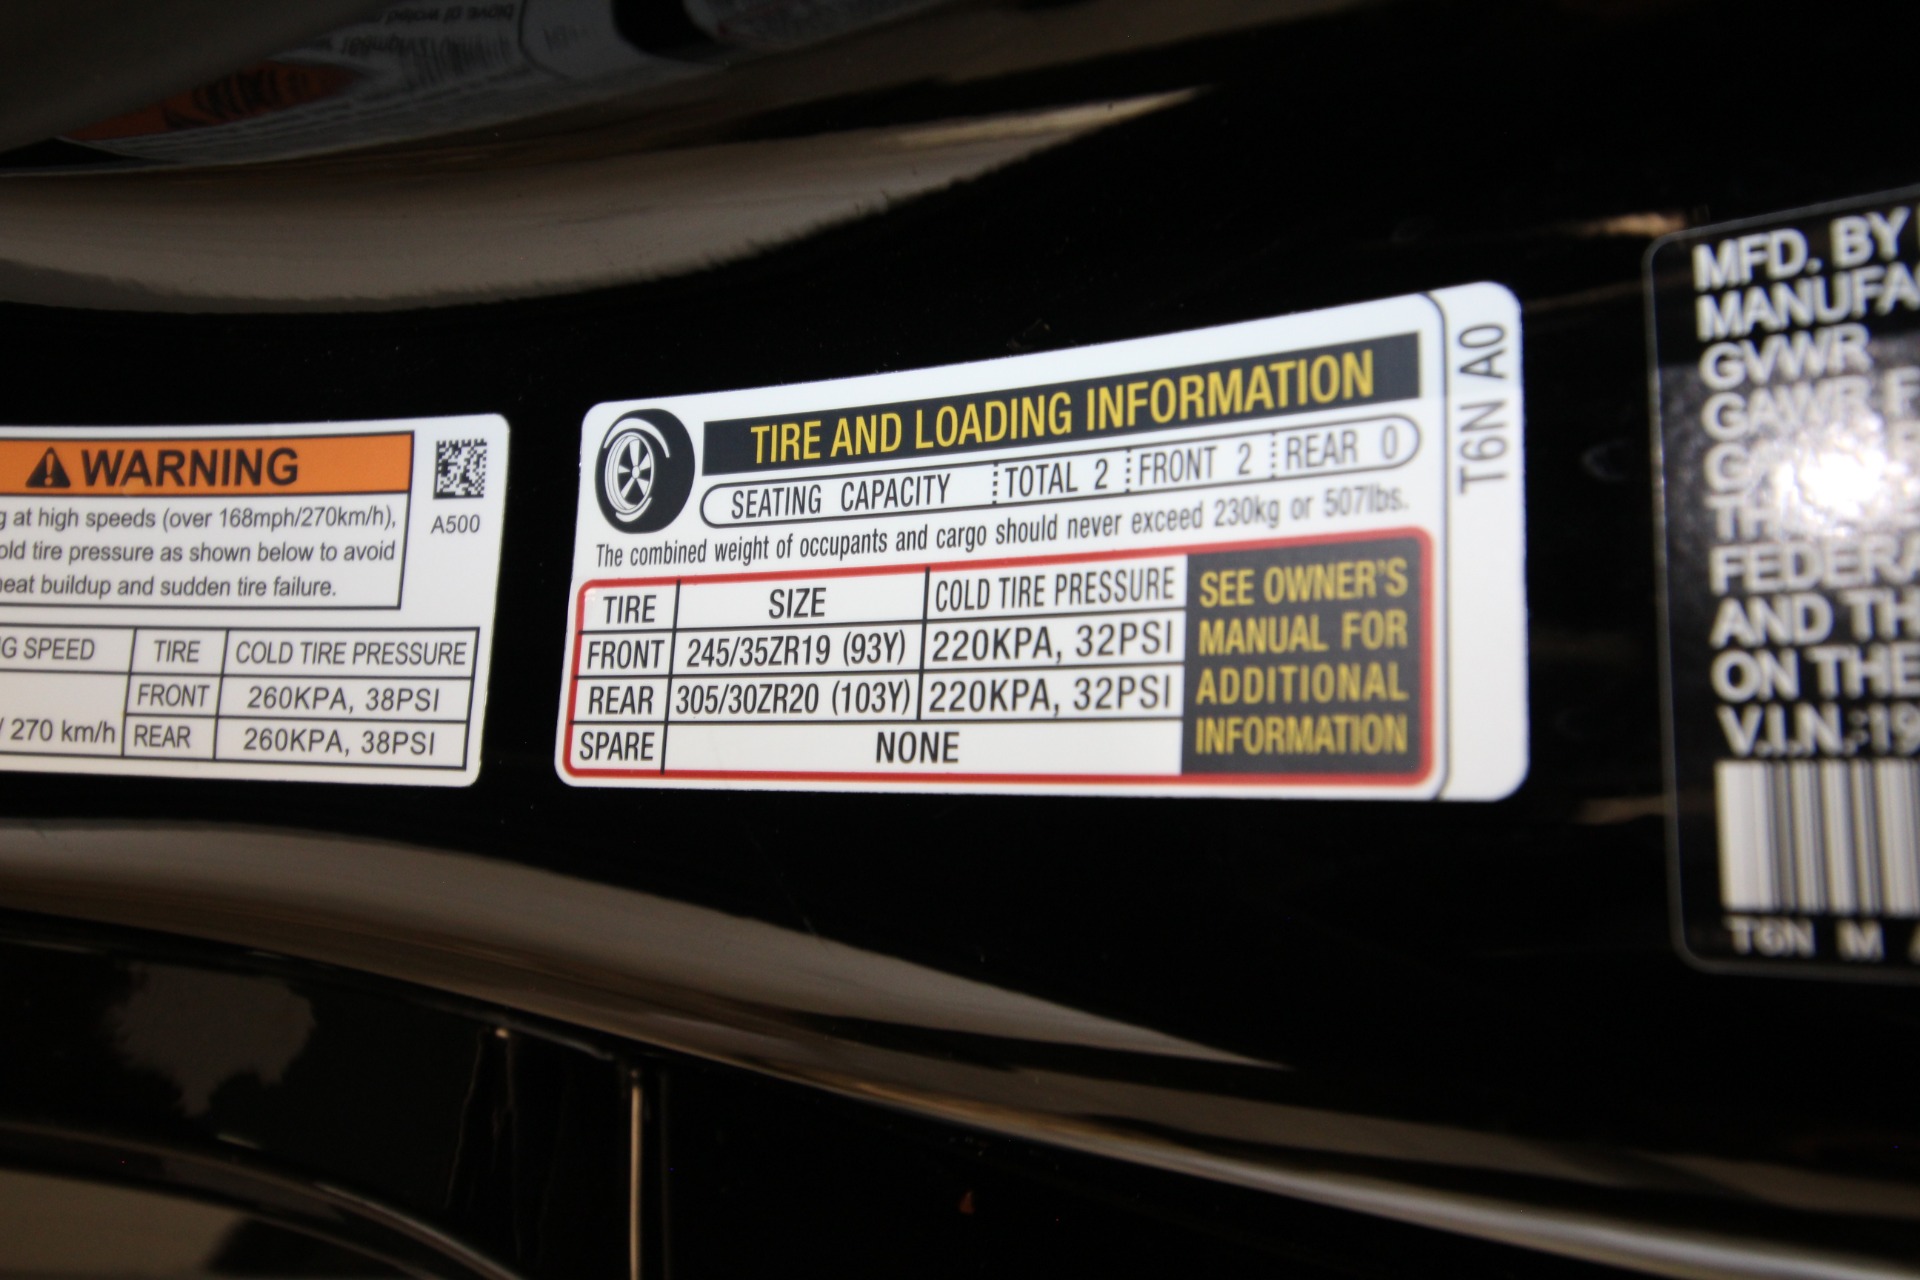 WARNING
A500
g at high speeds (over 168mph/270km/h),
old tire pressure as shown below to avoid
heat buildup and sudden tire failure.
G SPEED TIRE COLD TIRE PRESSURE
FRONT 260KPA, 38PSI
/ 270 km/h REAR 260KPA, 38PSI
TIRE AND LOADING INFORMATION
SEATING CAPACITY TOTAL 2 FRONT 2 REAR 0
The combined weight of occupants and cargo should never exceed 230kg or 507lbs.
TIRE SIZE COLD TIRE PRESSURE
FRONT 245/35ZR19 (93Y) 220KPA, 32PSI
REAR 305/30ZR20 (103Y) 220KPA, 32PSI
SPARE NONE
SEE OWNER'S
MANUAL FOR
ADDITIONAL
INFORMATION
T6N A0
MFD. BY
MANUFA
GVWR
GAWR F
FEDERA
AND TH
ON THE
V.I.N.:19
T6N M